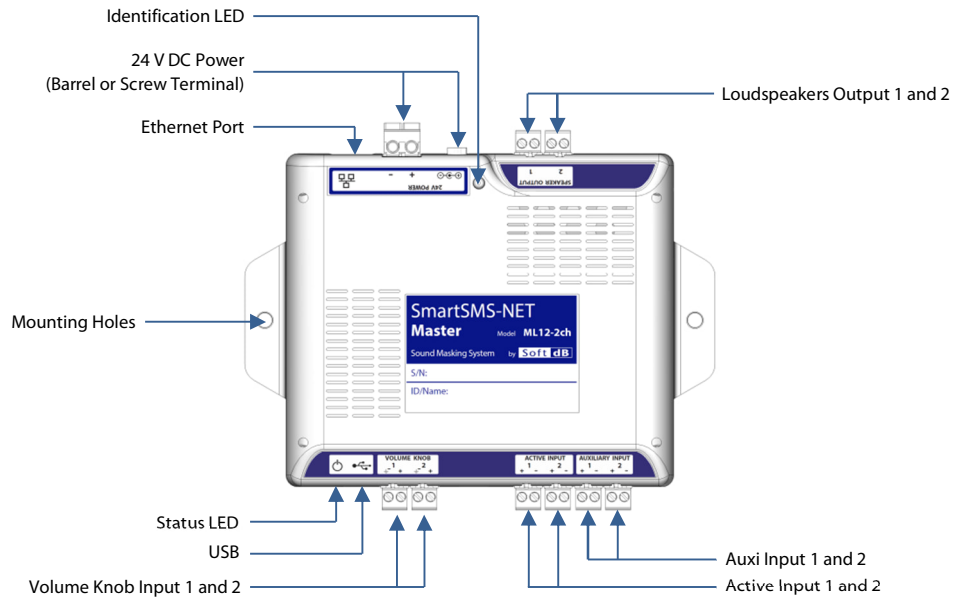 Identification LED
24 V DC Power
(Barrel or Screw Terminal)
Ethernet Port
Loudspeakers Output 1 and 2
- +
24V POWER
1 2
SPEAKER OUTPUT
Mounting Holes
SmartSMS-NET
Master Model ML12-2ch
Sound Masking System by Soft dB
S/N:
ID/Name:
VOLUME KNOB
1 + 2 +
ACTIVE INPUT
+ 1 - + 2 -
AUXILIARY INPUT
+ 1 - + 2 -
Status LED
USB
Volume Knob Input 1 and 2
Auxi Input 1 and 2
Active Input 1 and 2